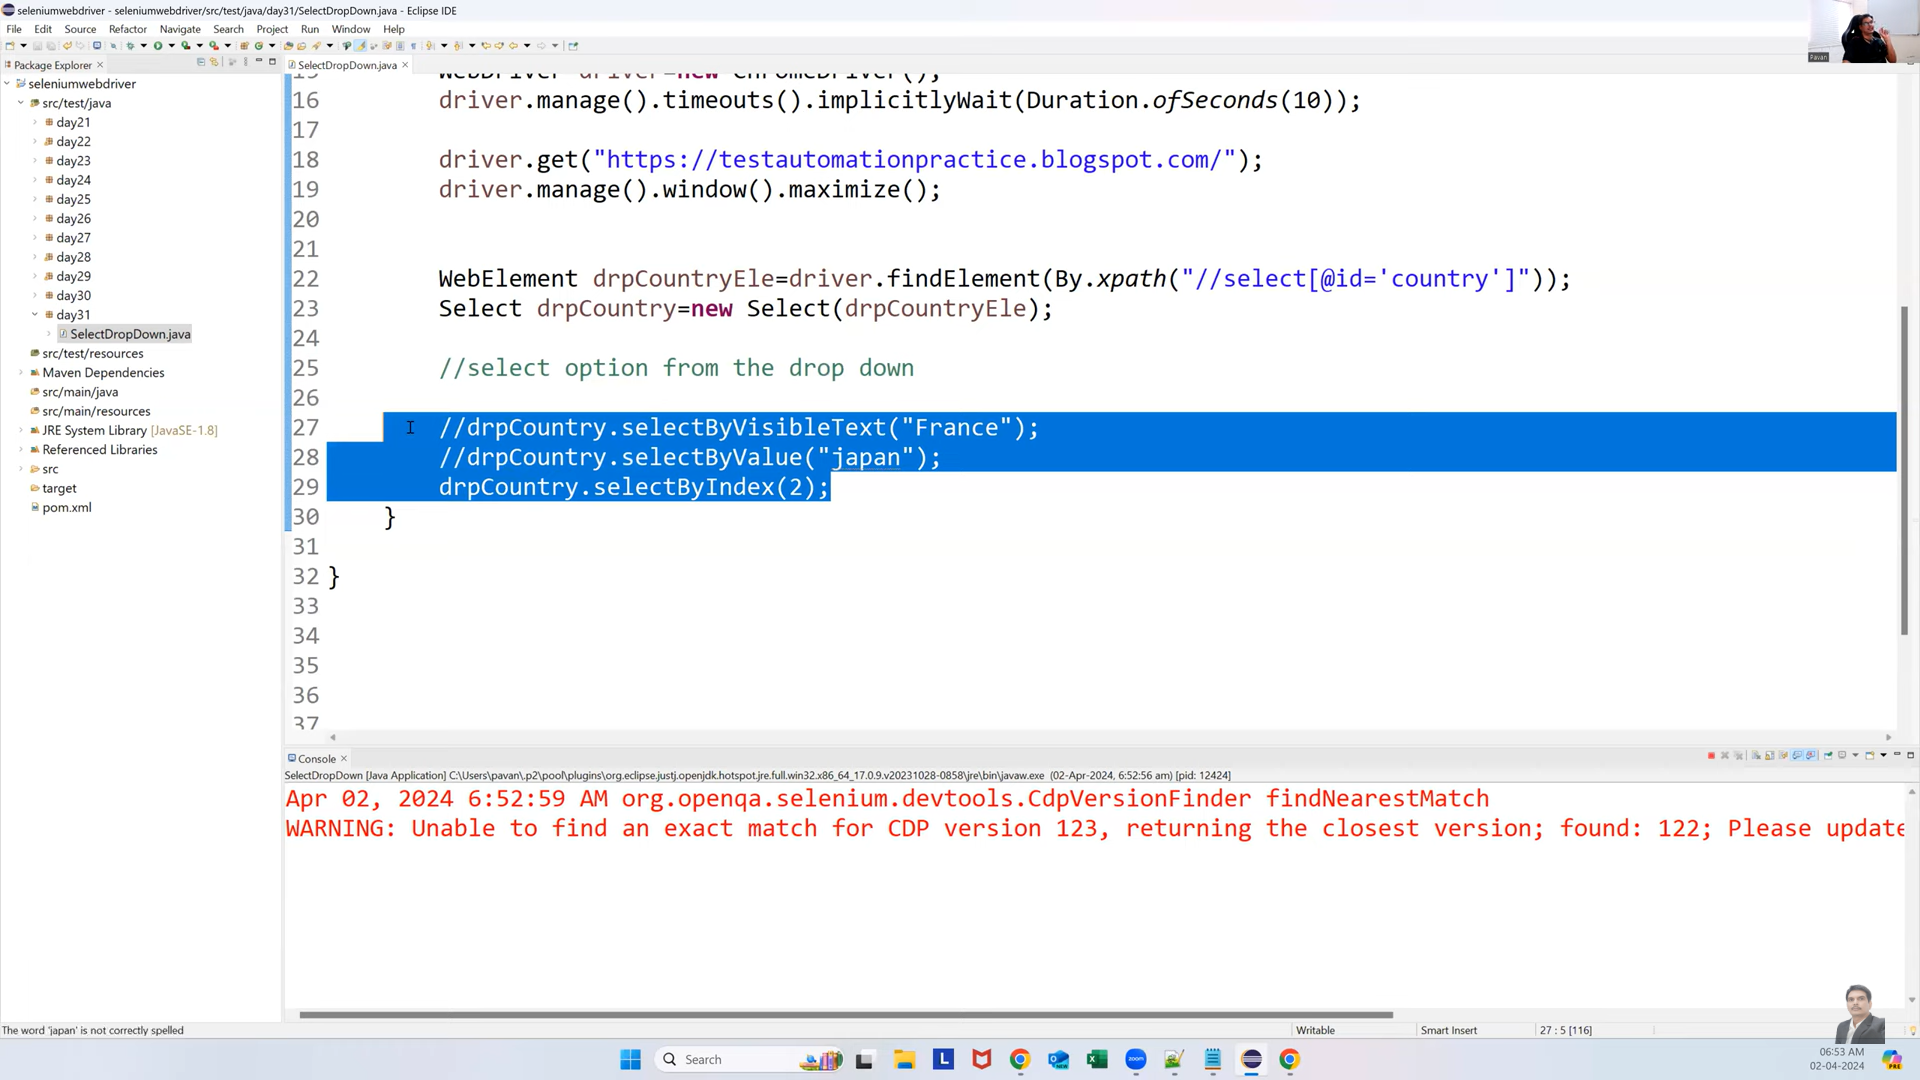 seleniumwebdriver - seleniumwebdriver/src/test/java/day31/SelectDropDown.java - Eclipse IDE
File Edit Source Refactor Navigate Search Project Run Window Help
Package Explorer
SelectDropDown.java
seleniumwebdriver
src/test/java
day21
day22
day23
day24
day25
day26
day27
day28
day29
day30
day31
SelectDropDown.java
src/test/resources
Maven Dependencies
src/main/java
src/main/resources
JRE System Library [JavaSE-1.8]
Referenced Libraries
src
target
pom.xml
15 WebDriver driver=new ChromeDriver();
16 driver.manage().timeouts().implicitlyWait(Duration.ofSeconds(10));
17
18 driver.get("https://testautomationpractice.blogspot.com/");
19 driver.manage().window().maximize();
20
21
22 WebElement drpCountryEle=driver.findElement(By.xpath("//select[@id='country']"));
23 Select drpCountry=new Select(drpCountryEle);
24
25 //select option from the drop down
26
27 //drpCountry.selectByVisibleText("France");
28 //drpCountry.selectByValue("japan");
29 drpCountry.selectByIndex(2);
30 }
31
32 }
33
34
35
36
37
Console
SelectDropDown [Java Application] C:\Users\pavan\.p2\pool\plugins\org.eclipse.justj.openjdk.hotspot.jre.full.win32.x86_64_17.0.9.v20231028-0858\jre\bin\javaw.exe (02-Apr-2024, 6:52:56 am) [pid: 12424]
Apr 02, 2024 6:52:59 AM org.openqa.selenium.devtools.CdpVersionFinder findNearestMatch
WARNING: Unable to find an exact match for CDP version 123, returning the closest version; found: 122; Please update
The word 'japan' is not correctly spelled
Writable
Smart Insert
27 : 5 [116]
Search
zoom
06:53 AM
02-04-2024
PRE
Pavan